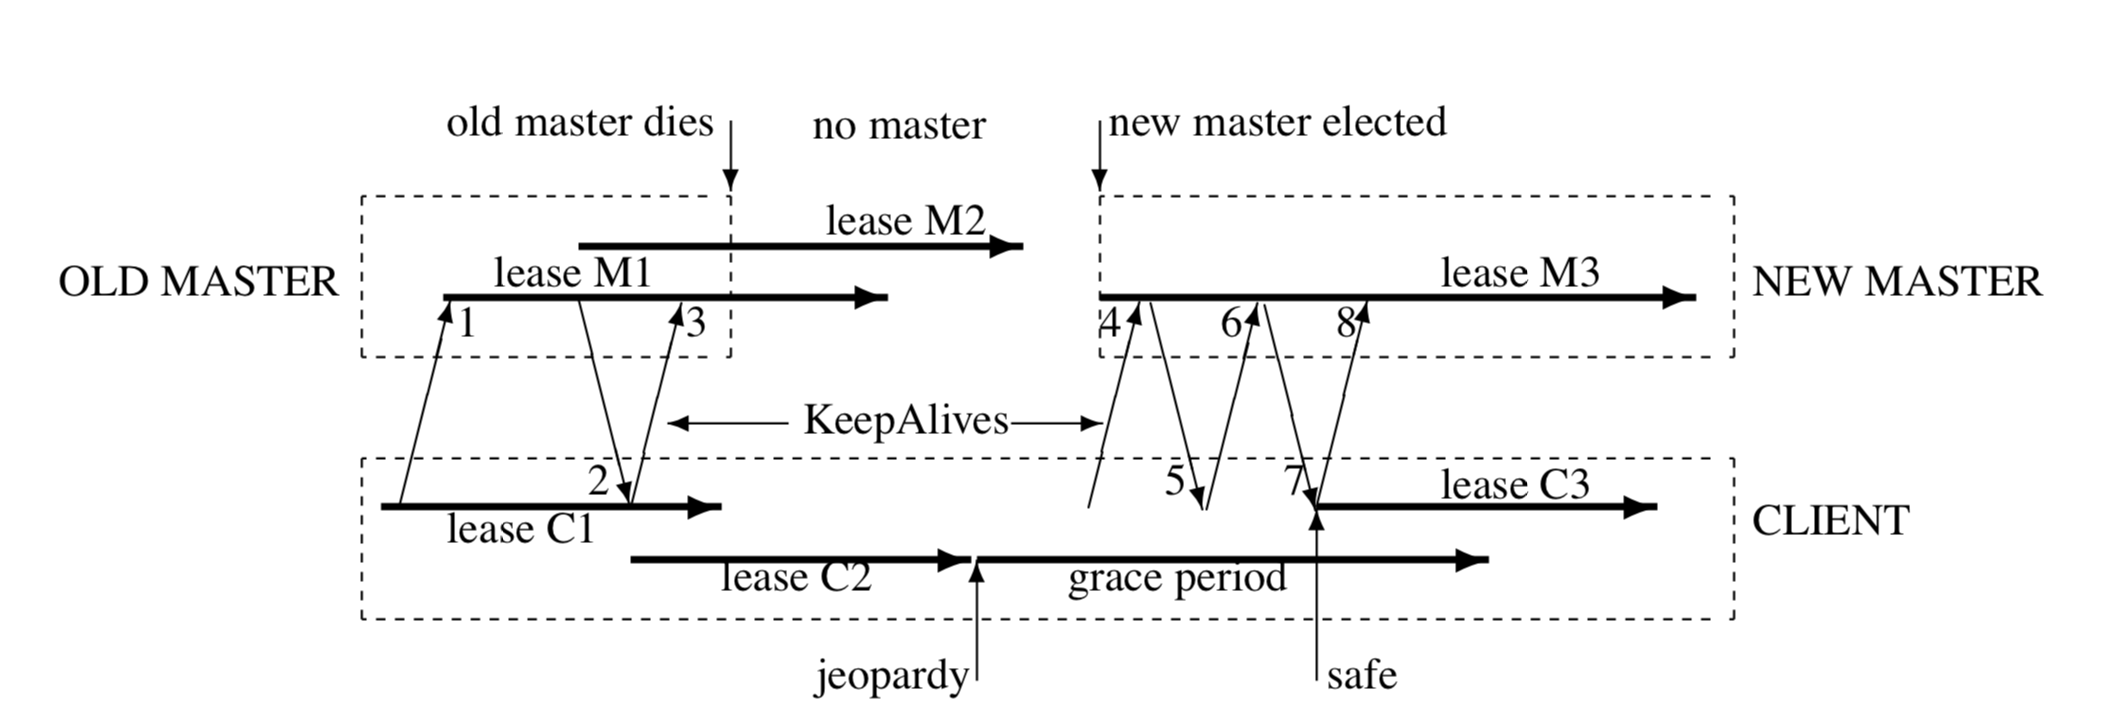 old master dies
no master
new master elected
lease M2
OLD MASTER
lease M1
lease M3
NEW MASTER
1
3
4
6
8
KeepAlives
2
5
7
lease C3
lease C1
CLIENT
lease C2
grace period
jeopardy
safe